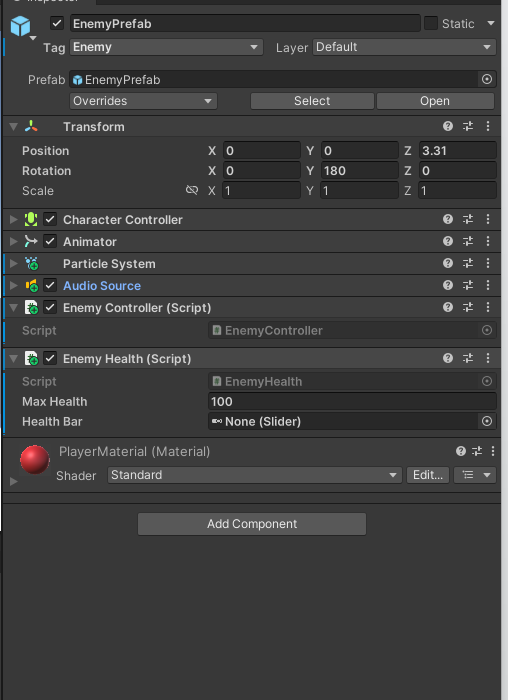 EnemyPrefab Static
Tag Enemy Layer Default
Prefab EnemyPrefab
Overrides Select Open
Transform
Position X 0 Y 0 Z 3.31
Rotation X 0 Y 180 Z 0
Scale X 1 Y 1 Z 1
Character Controller
Animator
Particle System
Audio Source
Enemy Controller (Script)
Script EnemyController
Enemy Health (Script)
Script EnemyHealth
Max Health 100
Health Bar None (Slider)
PlayerMaterial (Material)
Shader Standard Edit...
Add Component